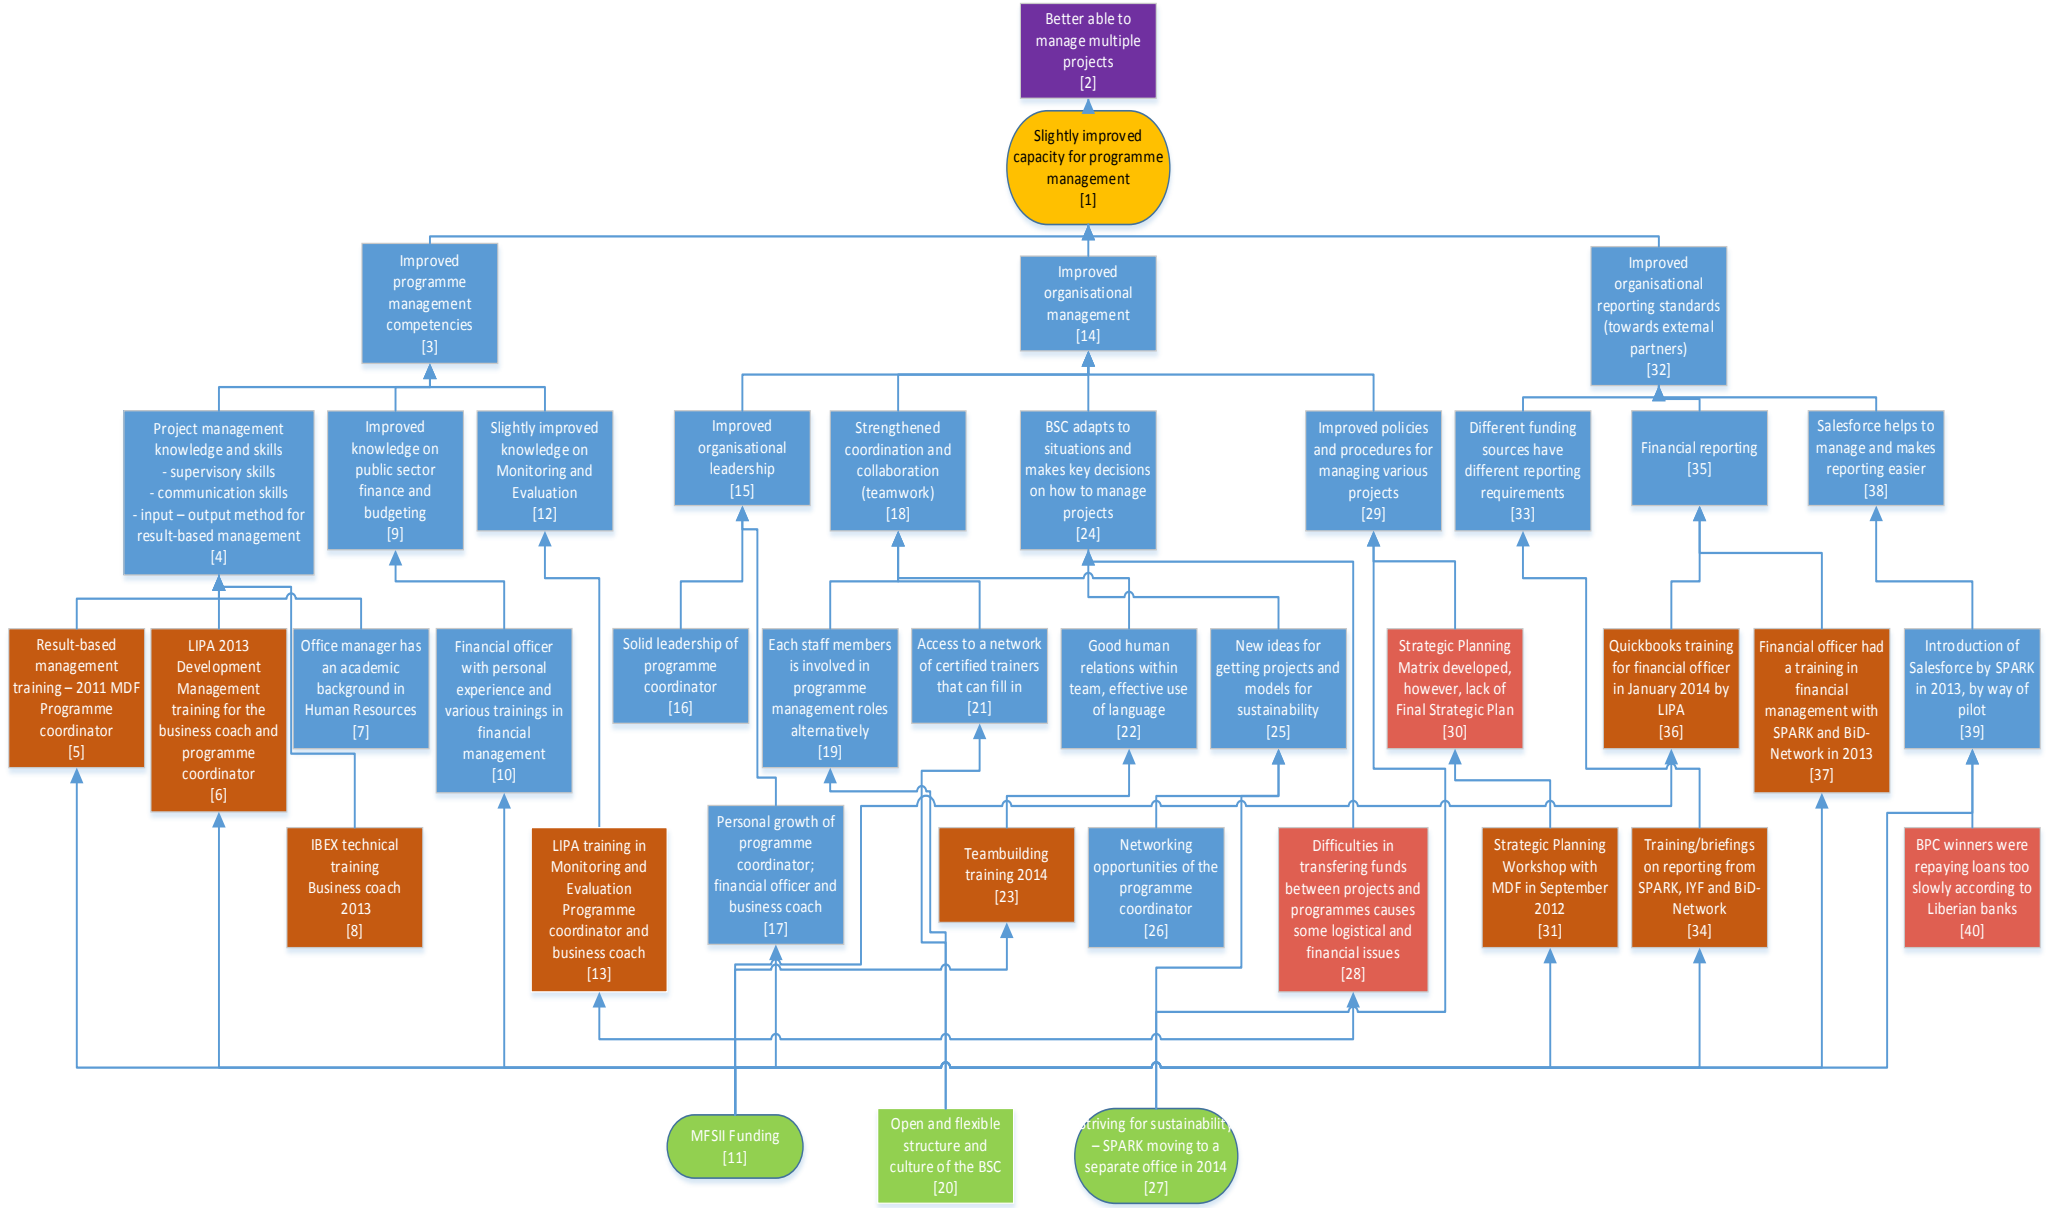 Better able to
manage multiple
projects
[2]
Slightly improved
capacity for programme
management
[1]
Improved
programme
management
competencies
[3]
Improved
organisational
management
[14]
Improved
organisational
reporting standards
(towards external
partners)
[32]
Project management
knowledge and skills
- supervisory skills
- communication skills
- input – output method for
result-based management
[4]
Improved
knowledge on
public sector
finance and
budgeting
[9]
Slightly improved
knowledge on
Monitoring and
Evaluation
[12]
Improved
organisational
leadership
[15]
Strengthened
coordination and
collaboration
(teamwork)
[18]
BSC adapts to
situations and
makes key decisions
on how to manage
projects
[24]
Improved policies
and procedures for
managing various
projects
[29]
Different funding
sources have
different reporting
requirements
[33]
Financial reporting
[35]
Salesforce helps to
manage and makes
reporting easier
[38]
Result-based
management
training – 2011 MDF
Programme
coordinator
[5]
LIPA 2013
Development
Management
training for the
business coach and
programme
coordinator
[6]
Office manager has
an academic
background in
Human Resources
[7]
Financial officer
with personal
experience and
various trainings in
financial
management
[10]
Solid leadership of
programme
coordinator
[16]
Each staff members
is involved in
programme
management roles
alternatively
[19]
Access to a network
of certified trainers
that can fill in
[21]
Good human
relations within
team, effective use
of language
[22]
New ideas for
getting projects and
models for
sustainability
[25]
Strategic Planning
Matrix developed,
however, lack of
Final Strategic Plan
[30]
Quickbooks training
for financial officer
in January 2014 by
LIPA
[36]
Financial officer had
a training in
financial
management with
SPARK and BiD-
Network in 2013
[37]
Introduction of
Salesforce by SPARK
in 2013, by way of
pilot
[39]
IBEX technical
training
Business coach
2013
[8]
LIPA training in
Monitoring and
Evaluation
Programme
coordinator and
business coach
[13]
Personal growth of
programme
coordinator;
financial officer and
business coach
[17]
Teambuilding
training 2014
[23]
Networking
opportunities of the
programme
coordinator
[26]
Difficulties in
transfering funds
between projects and
programmes causes
some logistical and
financial issues
[28]
Strategic Planning
Workshop with
MDF in September
2012
[31]
Training/briefings
on reporting from
SPARK, IYF and BiD-
Network
[34]
BPC winners were
repaying loans too
slowly according to
Liberian banks
[40]
MFSII Funding
[11]
Open and flexible
structure and
culture of the BSC
[20]
triving for sustainability
– SPARK moving to a
separate office in 2014
[27]